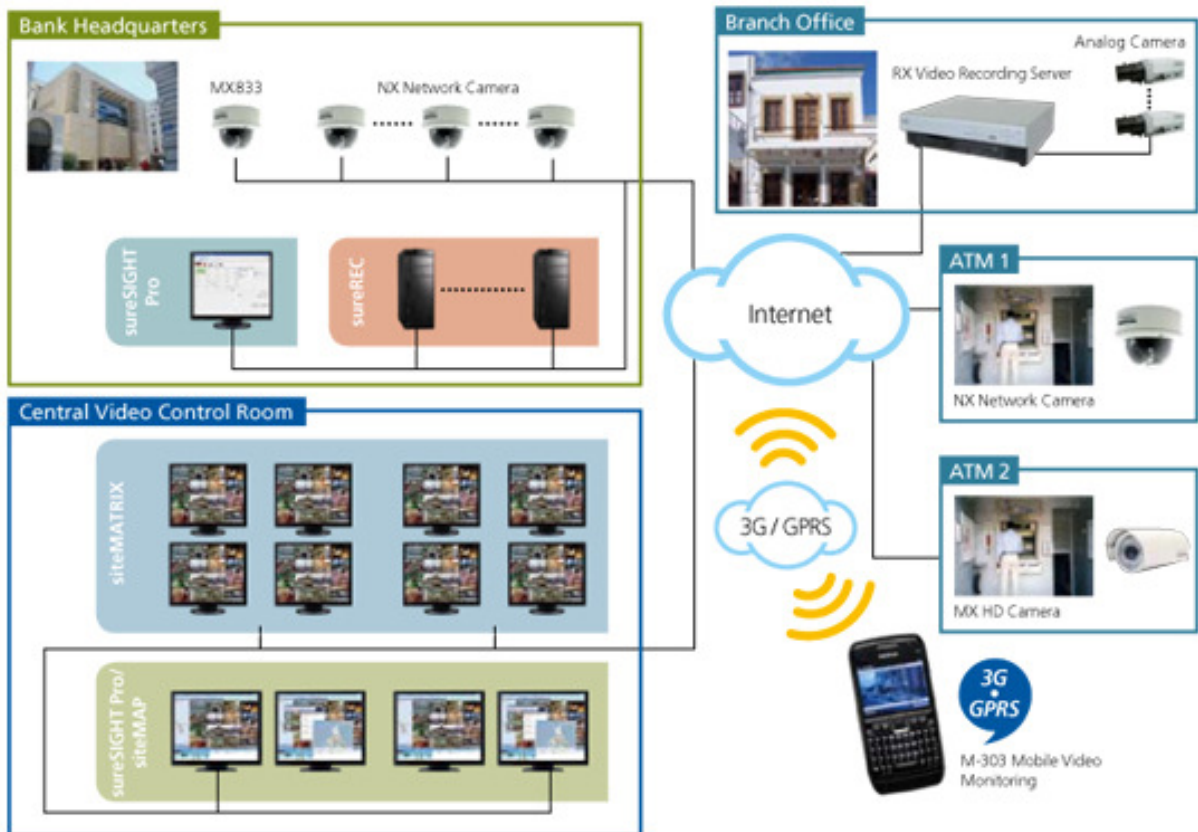 Bank Headquarters
MX833
NX Network Camera
sureSIGHT
Pro
sureREC
Central Video Control Room
siteMATRIX
sureSIGHT Pro/
siteMAP
Branch Office
Analog Camera
RX Video Recording Server
Internet
ATM 1
NX Network Camera
3G / GPRS
ATM 2
MX HD Camera
NOKIA
3G
•
GPRS
M-303 Mobile Video
Monitoring